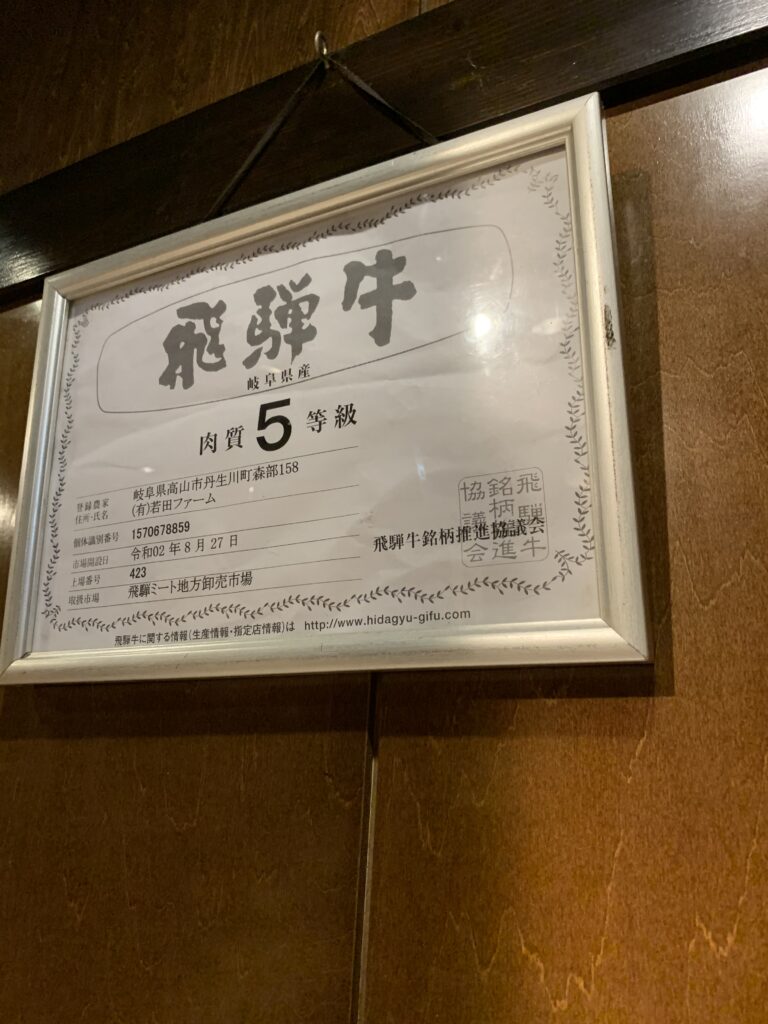 飛騨牛
岐阜県産
肉質5等級
登録農家
住所・氏名
岐阜県高山市丹生川町森部158
(有)若田ファーム
個体識別番号 1570678859
市場開設日 令和02年8月27日
上場番号 423
取扱市場 飛騨ミート地方卸売市場
飛騨牛銘柄推進協議会
飛騨牛
銘柄推進
協議会
飛騨牛に関する情報(生産情報・指定店情報)は http://www.hidagyu-gifu.com